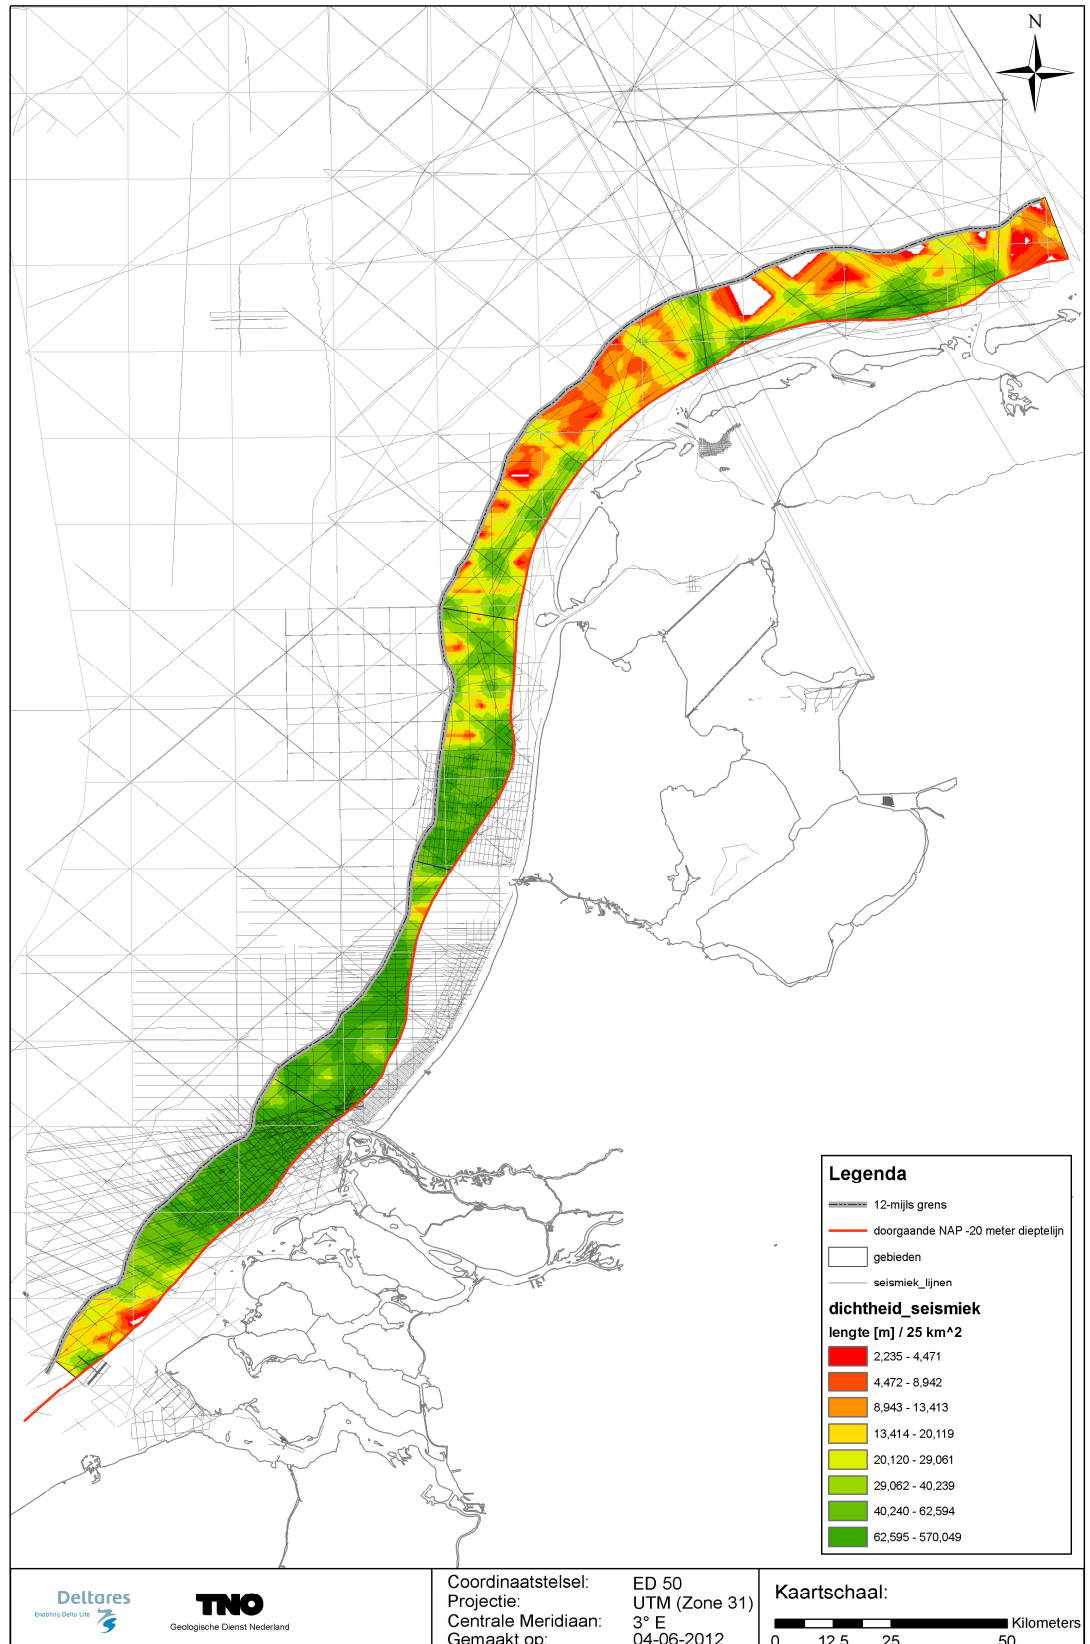 N
Legenda
12-mijls grens
doorgaande NAP -20 meter dieptelijn
gebieden
seismiek_lijnen
dichtheid_seismiek
lengte [m] / 25 km^2
2,235 - 4,471
4,472 - 8,942
8,943 - 13,413
13,414 - 20,119
20,120 - 29,061
29,062 - 40,239
40,240 - 62,594
62,595 - 570,049
Deltares
Enabling Delta Life
TNO
Geologische Dienst Nederland
Coordinaatstelsel: ED 50
Projectie: UTM (Zone 31)
Centrale Meridiaan: 3° E
Gemaakt op: 04-06-2012
Kaartschaal:
Kilometers
0 12,5 25 50